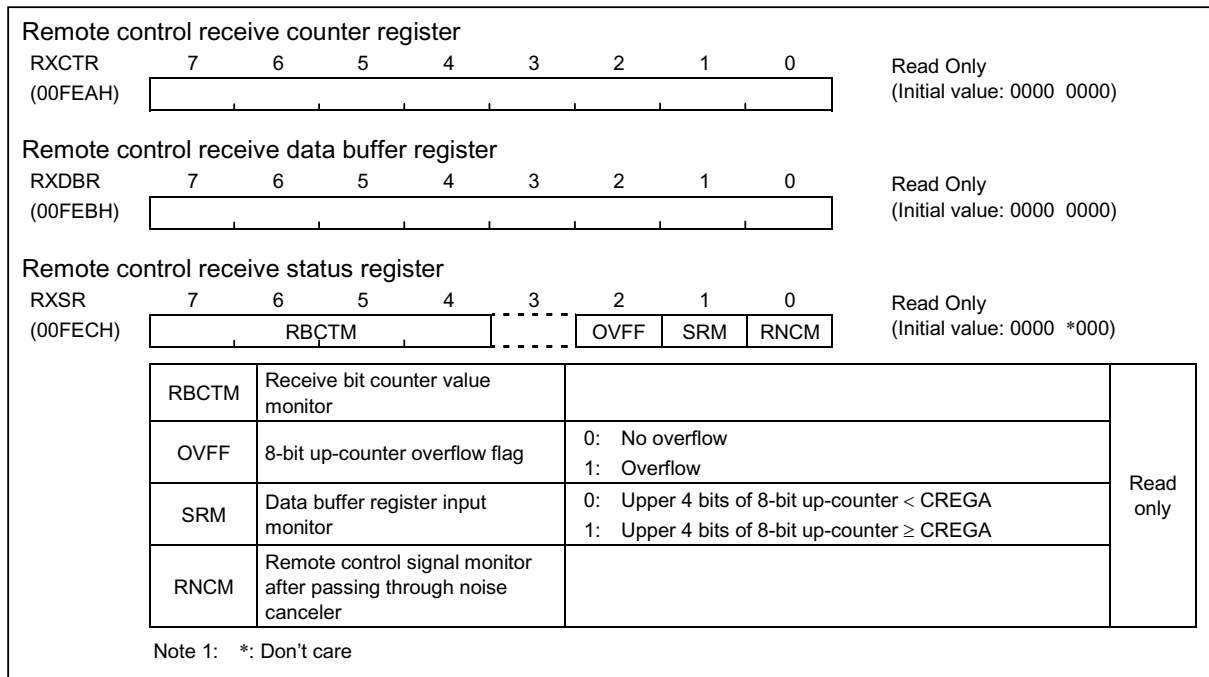 Remote control receive counter register
RXCTR 7 6 5 4 3 2 1 0 Read Only
(00FEAH) (Initial value: 0000 0000)
Remote control receive data buffer register
RXDBR 7 6 5 4 3 2 1 0 Read Only
(00FEBH) (Initial value: 0000 0000)
Remote control receive status register
RXSR 7 6 5 4 3 2 1 0 Read Only
(00FECH) RBCTM OVFF SRM RNCM (Initial value: 0000 *000)
RBCTM Receive bit counter value
monitor
OVFF 8-bit up-counter overflow flag
0: No overflow
1: Overflow
SRM Data buffer register input
monitor
0: Upper 4 bits of 8-bit up-counter < CREGA
1: Upper 4 bits of 8-bit up-counter ≥ CREGA
RNCM Remote control signal monitor
after passing through noise
canceler
Read
only
Note 1: *: Don't care